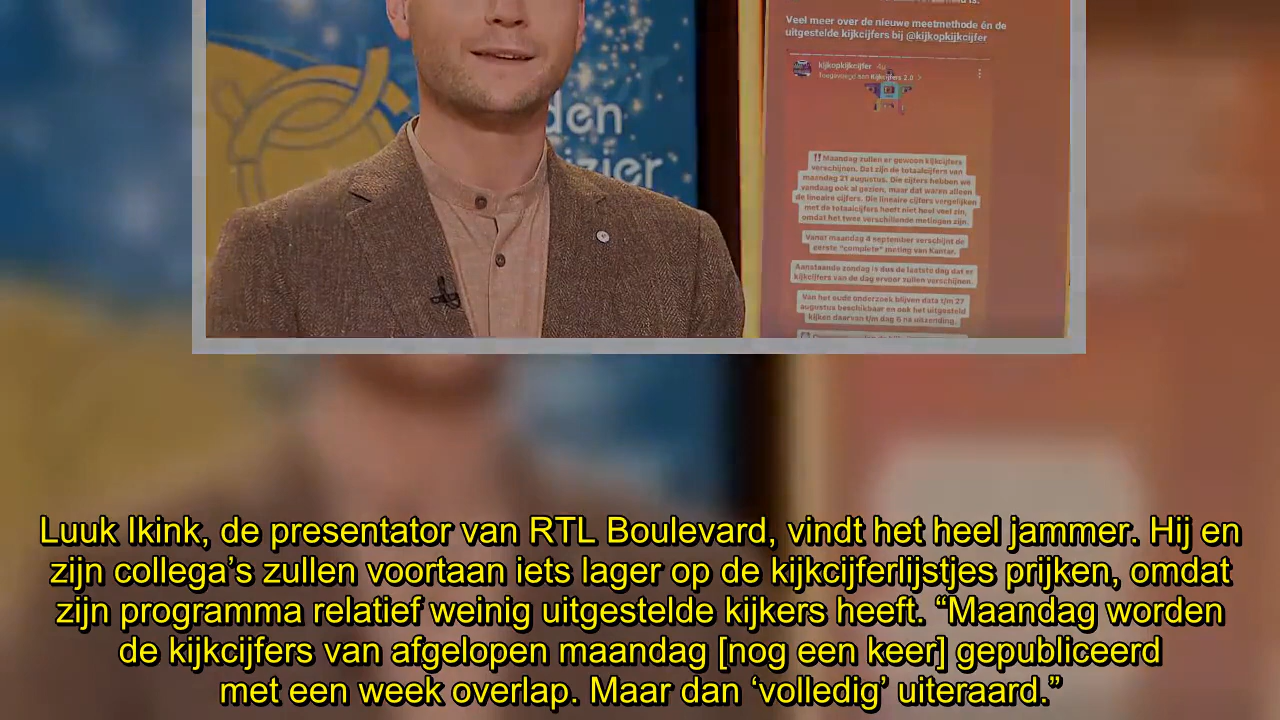 Veel meer over de nieuwe meetmethode én de
uitgestelde kijkcijfers bij @kijkopkijkcijfer
kijkopkijkcijfer 4u
Toegevoegd aan Kijkcijfers 2.0 >
den
izier
!! Maandag zullen er gewoon kijkcijfers
verschijnen. Dat zijn de totaalcijfers van
maandag 21 augustus. Die cijfers hebben we
vandaag ook al gezien, maar dat waren alleen
de lineaire cijfers. Die lineaire cijfers vergelijken
met de totaalcijfers heeft niet heel veel zin,
omdat het twee verschillende metingen zijn.
Vanaf maandag 4 september verschijnt de
eerste "complete" meting van Kantar.
Aanstaande zondag is dus de laatste dag dat er
kijkcijfers van de dag ervoor zullen verschijnen.
Van het oude onderzoek blijven data t/m 27
augustus beschikbaar en ook het uitgesteld
kijken daarvan t/m dag 6 na uitzending.
Luuk Ikink, de presentator van RTL Boulevard, vindt het heel jammer. Hij en
zijn collega’s zullen voortaan iets lager op de kijkcijferlijstjes prijken, omdat
zijn programma relatief weinig uitgestelde kijkers heeft. “Maandag worden
de kijkcijfers van afgelopen maandag [nog een keer] gepubliceerd
met een week overlap. Maar dan ‘volledig’ uiteraard.”